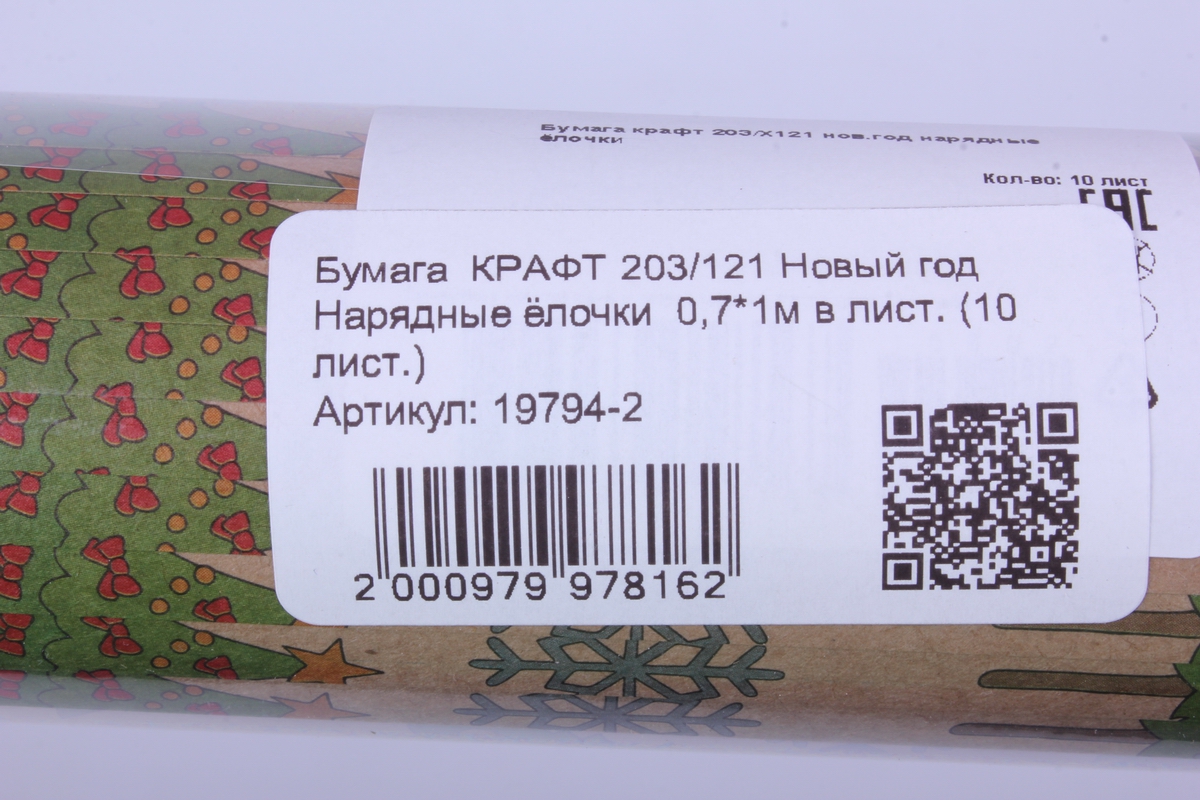 Бумага крафт 203/Х121 нов.год нарядные
ёлочки
Кол-во: 10 лист
ЕАС
Бумага КРАФТ 203/121 Новый год
Нарядные ёлочки 0,7*1м в лист. (10
лист.)
Артикул: 19794-2
2 000979 978162